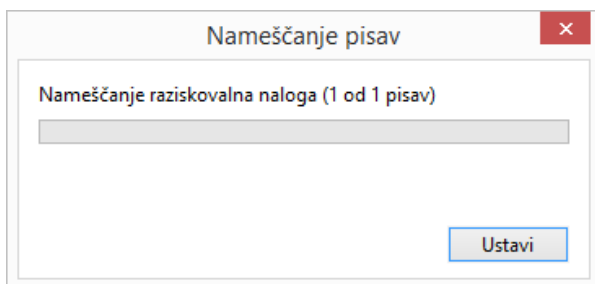 Nameščanje pisav
Nameščanje raziskovalna naloga (1 od 1 pisav)
Ustavi